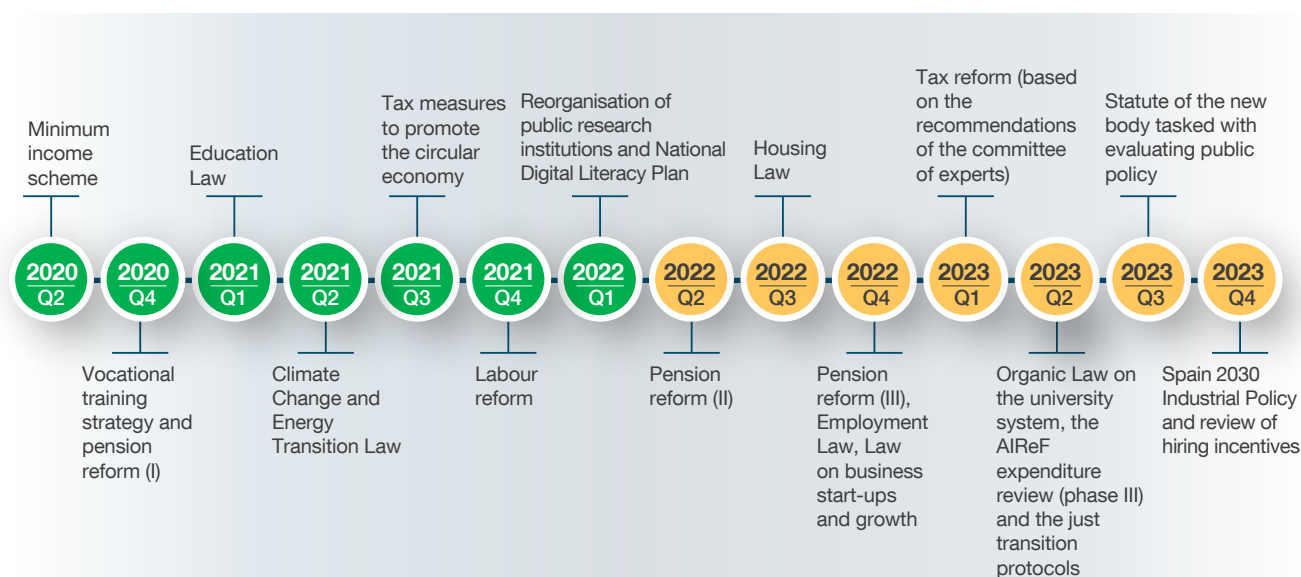 Minimum
income
scheme
Education
Law
Tax measures
to promote
the circular
economy
Reorganisation of
public research
institutions and National
Digital Literacy Plan
Housing
Law
Tax reform (based
on the
recommendations
of the committee
of experts)
Statute of the new
body tasked with
evaluating public
policy
2020
Q2
2020
Q4
2021
Q1
2021
Q2
2021
Q3
2021
Q4
2022
Q1
2022
Q2
2022
Q3
2022
Q4
2023
Q1
2023
Q2
2023
Q3
2023
Q4
Vocational
training
strategy and
pension
reform (I)
Climate
Change and
Energy
Transition Law
Labour
reform
Pension
reform (II)
Pension
reform (III),
Employment
Law, Law
on business
start-ups
and growth
Organic Law on
the university
system, the
AIReF
expenditure
review (phase III)
and the just
transition
protocols
Spain 2030
Industrial Policy
and review of
hiring incentives